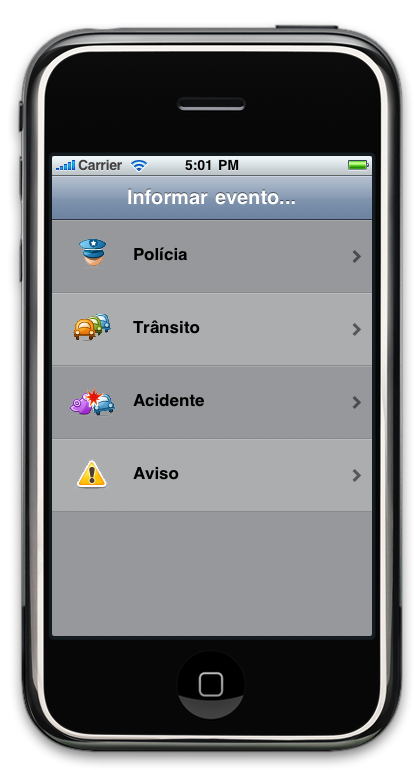 Carrier 5:01 PM
Informar evento...
Polícia
Trânsito
Acidente
Aviso